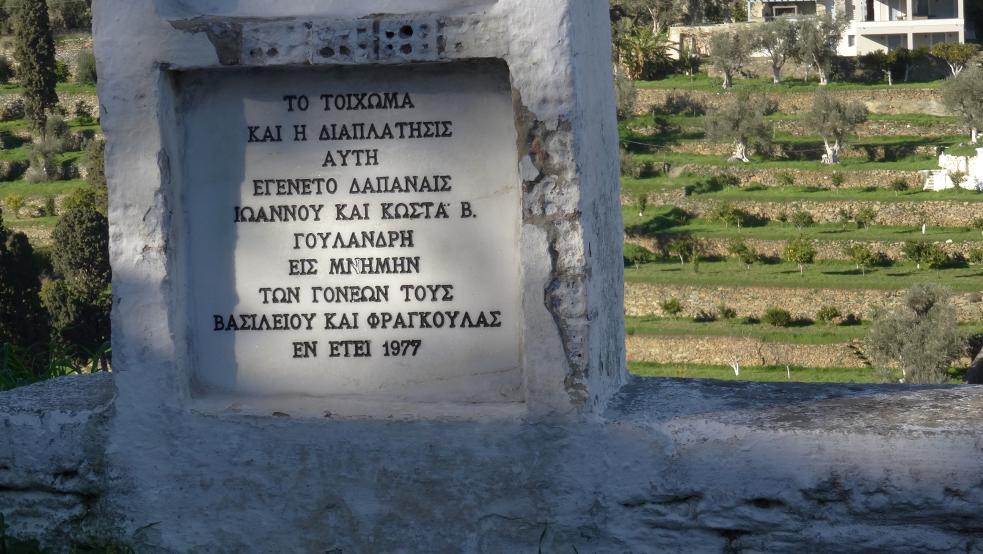 ΤΟ ΤΟΙΧΩΜΑ
ΚΑΙ Η ΔΙΑΠΛΑΤΗΣΙΣ
ΑΥΤΗ
ΕΓΕΝΕΤΟ ΔΑΠΑΝΑΙΣ
ΙΩΑΝΝΟΥ ΚΑΙ ΚΩΣΤΑ Β.
ΓΟΥΛΑΝΔΡΗ
ΕΙΣ ΜΝΗΜΗΝ
ΤΩΝ ΓΟΝΕΩΝ ΤΟΥΣ
ΒΑΣΙΛΕΙΟΥ ΚΑΙ ΦΡΑΓΚΟΥΛΑΣ
ΕΝ ΕΤΕΙ 1977